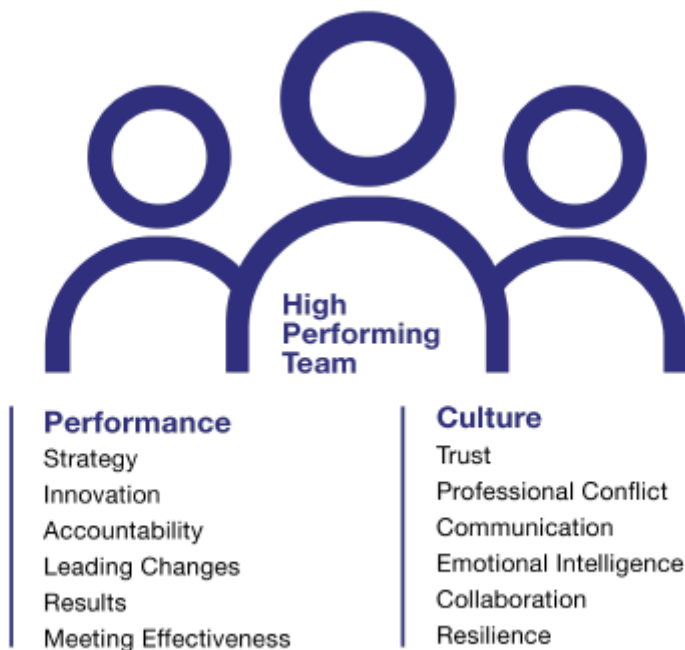 High
Performing
Team
Performance
Strategy
Innovation
Accountability
Leading Changes
Results
Meeting Effectiveness
Culture
Trust
Professional Conflict
Communication
Emotional Intelligence
Collaboration
Resilience